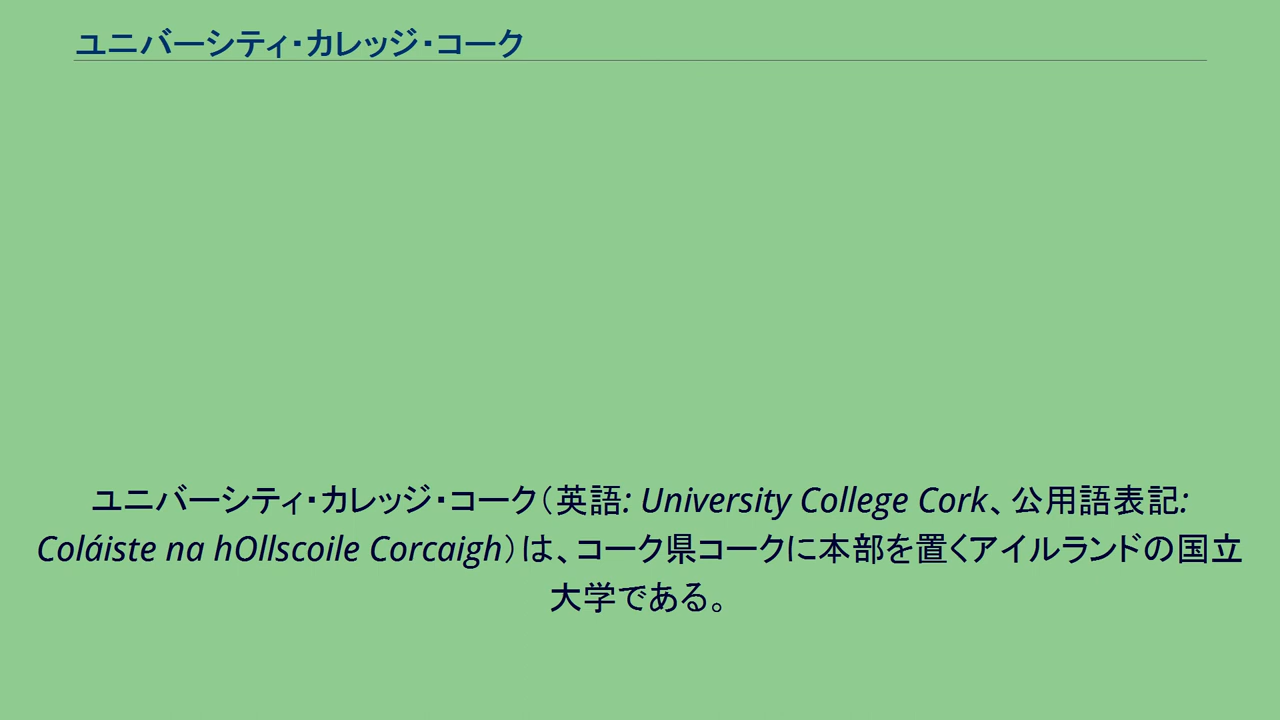 ユニバーシティ・カレッジ・コーク
ユニバーシティ・カレッジ・コーク（英語: University College Cork、公用語表記:
Coláiste na hOllscoile Corcaigh）は、コーク県コークに本部を置くアイルランドの国立
大学である。